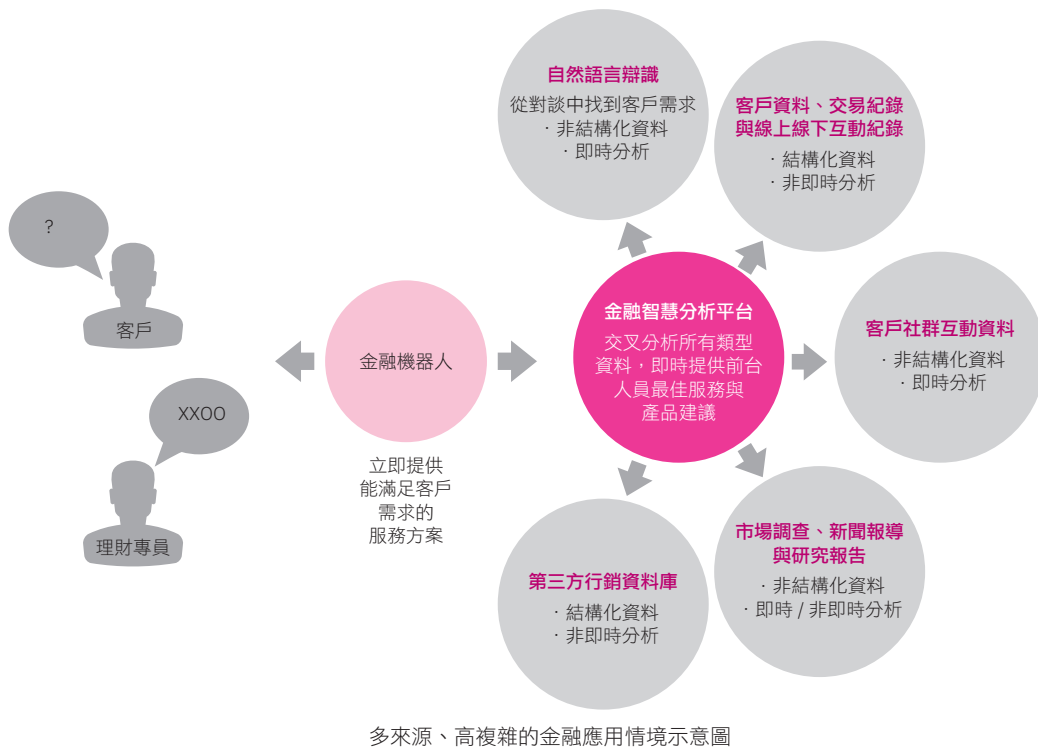 ?
客戶
XXOO
理財專員
金融機器人
立即提供
能滿足客戶
需求的
服務方案
金融智慧分析平台
交叉分析所有類型
資料，即時提供前台
人員最佳服務與
產品建議
自然語言辯識
從對談中找到客戶需求
· 非結構化資料
· 即時分析
客戶資料、交易紀錄
與線上線下互動紀錄
· 結構化資料
· 非即時分析
客戶社群互動資料
· 非結構化資料
· 即時分析
市場調查、新聞報導
與研究報告
· 非結構化資料
· 即時 / 非即時分析
第三方行銷資料庫
· 結構化資料
· 非即時分析
多來源、高複雜的金融應用情境示意圖